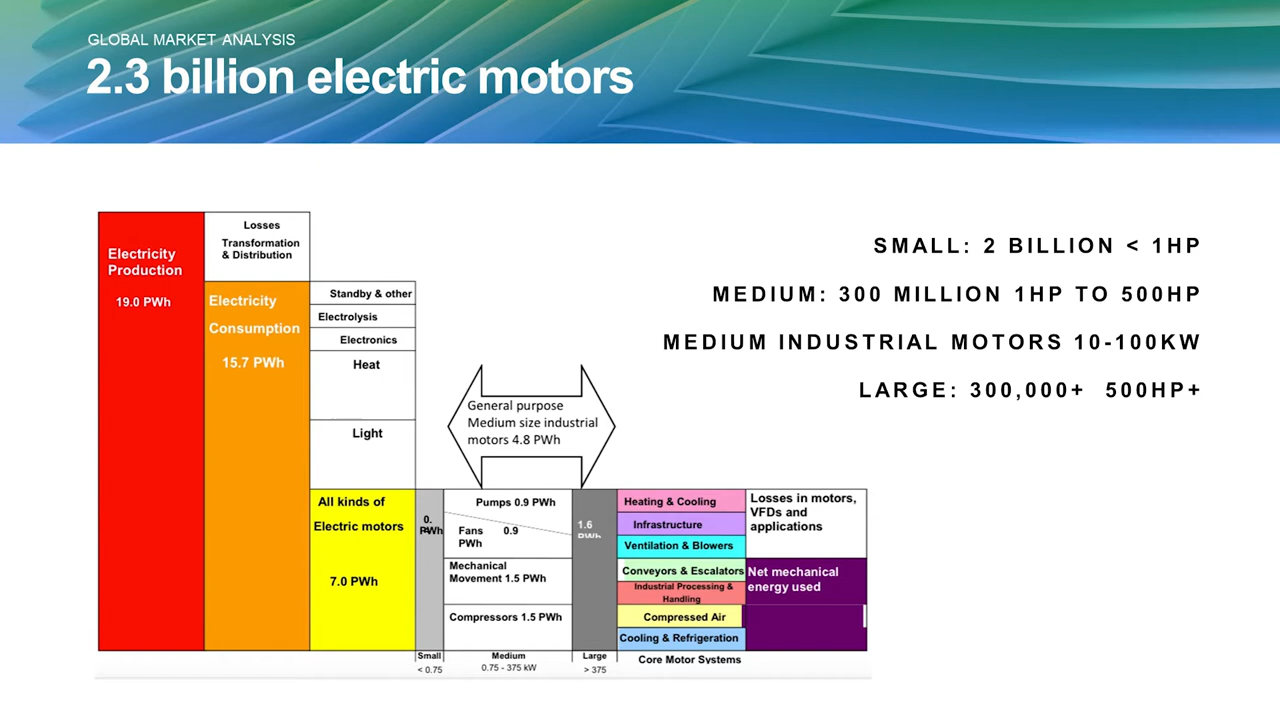 GLOBAL MARKET ANALYSIS
2.3 billion electric motors
SMALL: 2 BILLION < 1HP
MEDIUM: 300 MILLION 1HP TO 500HP
MEDIUM INDUSTRIAL MOTORS 10-100KW
LARGE: 300,000+ 500HP+
Electricity
Production
19.0 PWh
Losses
Transformation
& Distribution
Electricity
Consumption
15.7 PWh
Standby & other
Electrolysis
Electronics
Heat
Light
General purpose
Medium size industrial
motors 4.8 PWh
All kinds of
Electric motors
7.0 PWh
0.
PWh
Pumps 0.9 PWh
Fans 0.9
PWh
Mechanical
Movement 1.5 PWh
Compressors 1.5 PWh
1.6
PWh
Heating & Cooling
Infrastructure
Ventilation & Blowers
Conveyors & Escalators
Industrial Processing &
Handling
Compressed Air
Cooling & Refrigeration
Losses in motors,
VFDs and
applications
Net mechanical
energy used
Small
< 0.75
Medium
0.75 - 375 kW
Large
> 375
Core Motor Systems